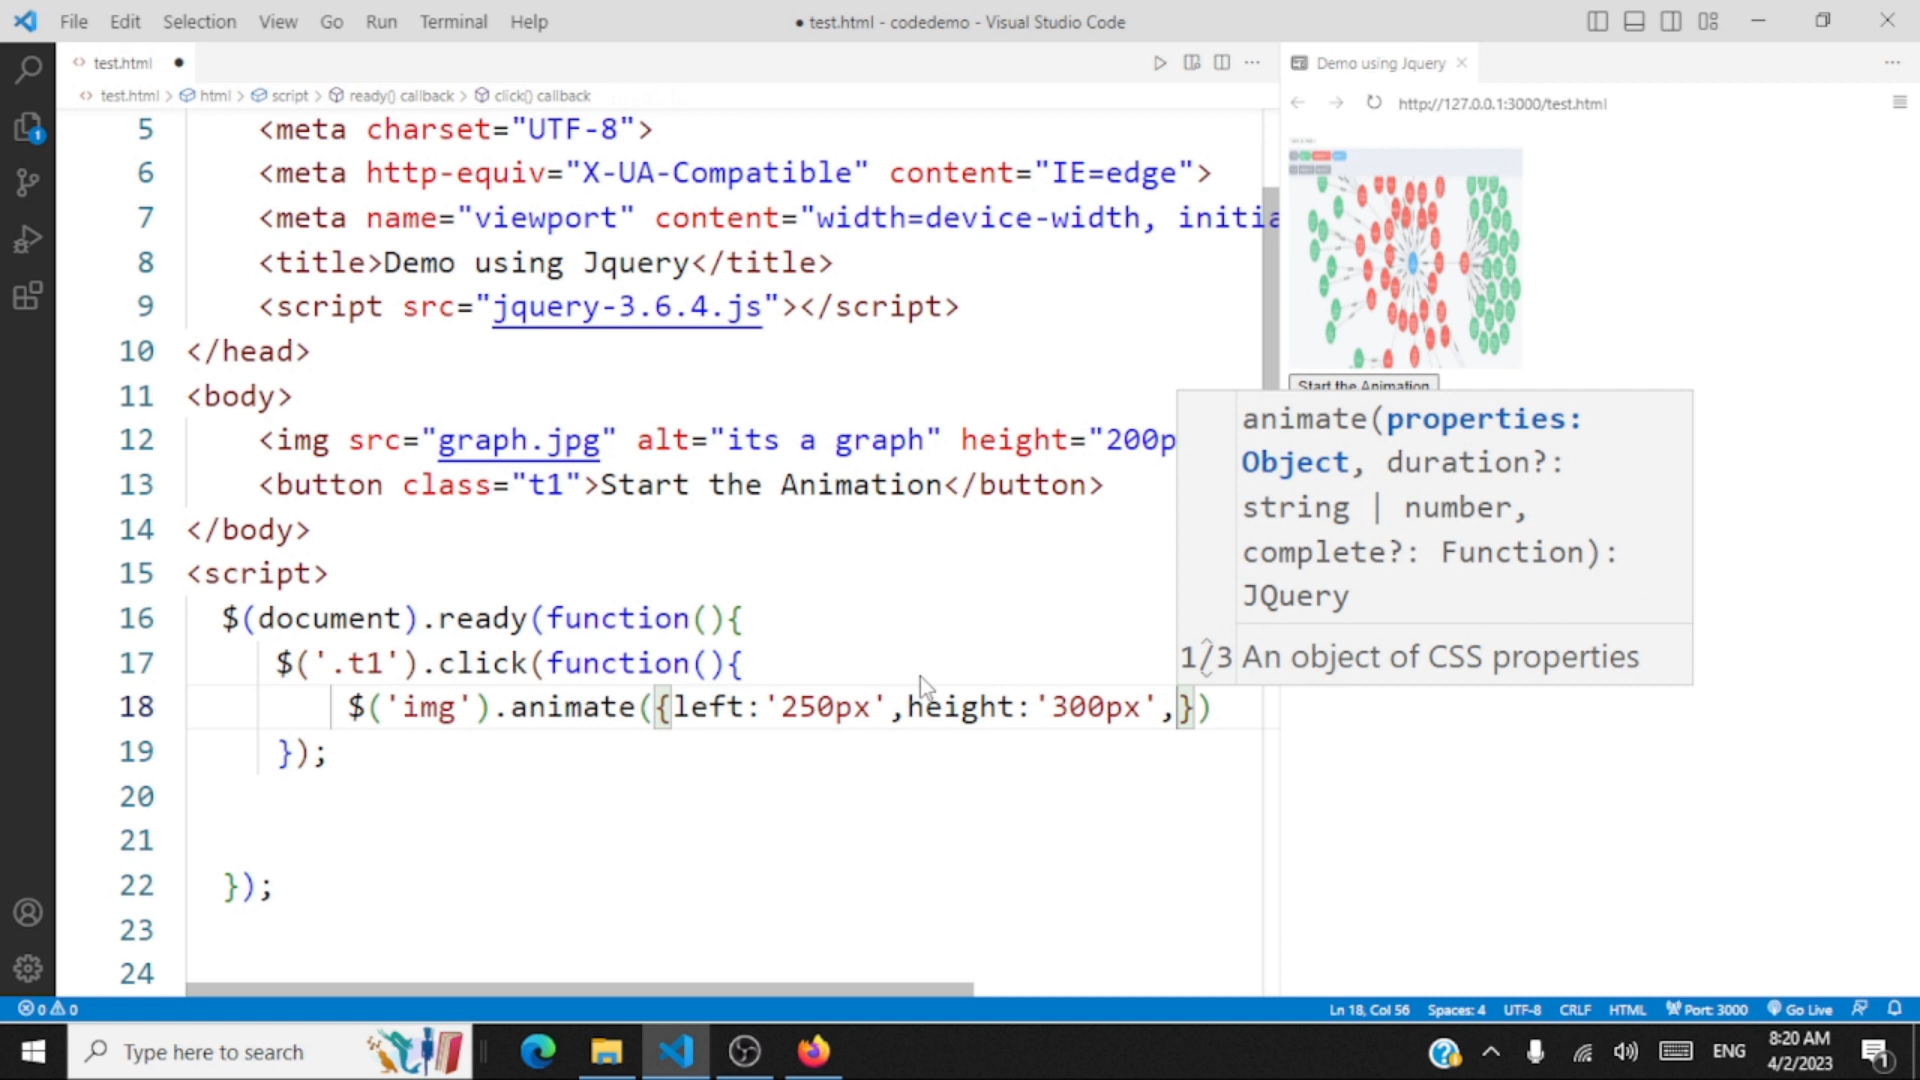 File Edit Selection View Go Run Terminal Help
● test.html - codedemo - Visual Studio Code
test.html ●
Demo using Jquery
test.html > html > script > ready() callback > click() callback
http://127.0.0.1:3000/test.html
5 <meta charset="UTF-8">
6 <meta http-equiv="X-UA-Compatible" content="IE=edge">
7 <meta name="viewport" content="width=device-width, initia
8 <title>Demo using Jquery</title>
9 <script src="jquery-3.6.4.js"></script>
10 </head>
11 <body>
12 <img src="graph.jpg" alt="its a graph" height="200p
13 <button class="t1">Start the Animation</button>
14 </body>
15 <script>
16 $(document).ready(function(){
17 $('.t1').click(function(){
18 $('img').animate({left:'250px',height:'300px',})
19 });
20
21
22 });
23
24
Start the Animation
animate(properties:
Object, duration?:
string | number,
complete?: Function):
JQuery
1/3 An object of CSS properties
1
0 0
Ln 18, Col 56 Spaces: 4 UTF-8 CRLF HTML Port: 3000 Go Live
Type here to search
ENG
8:20 AM
4/2/2023
1